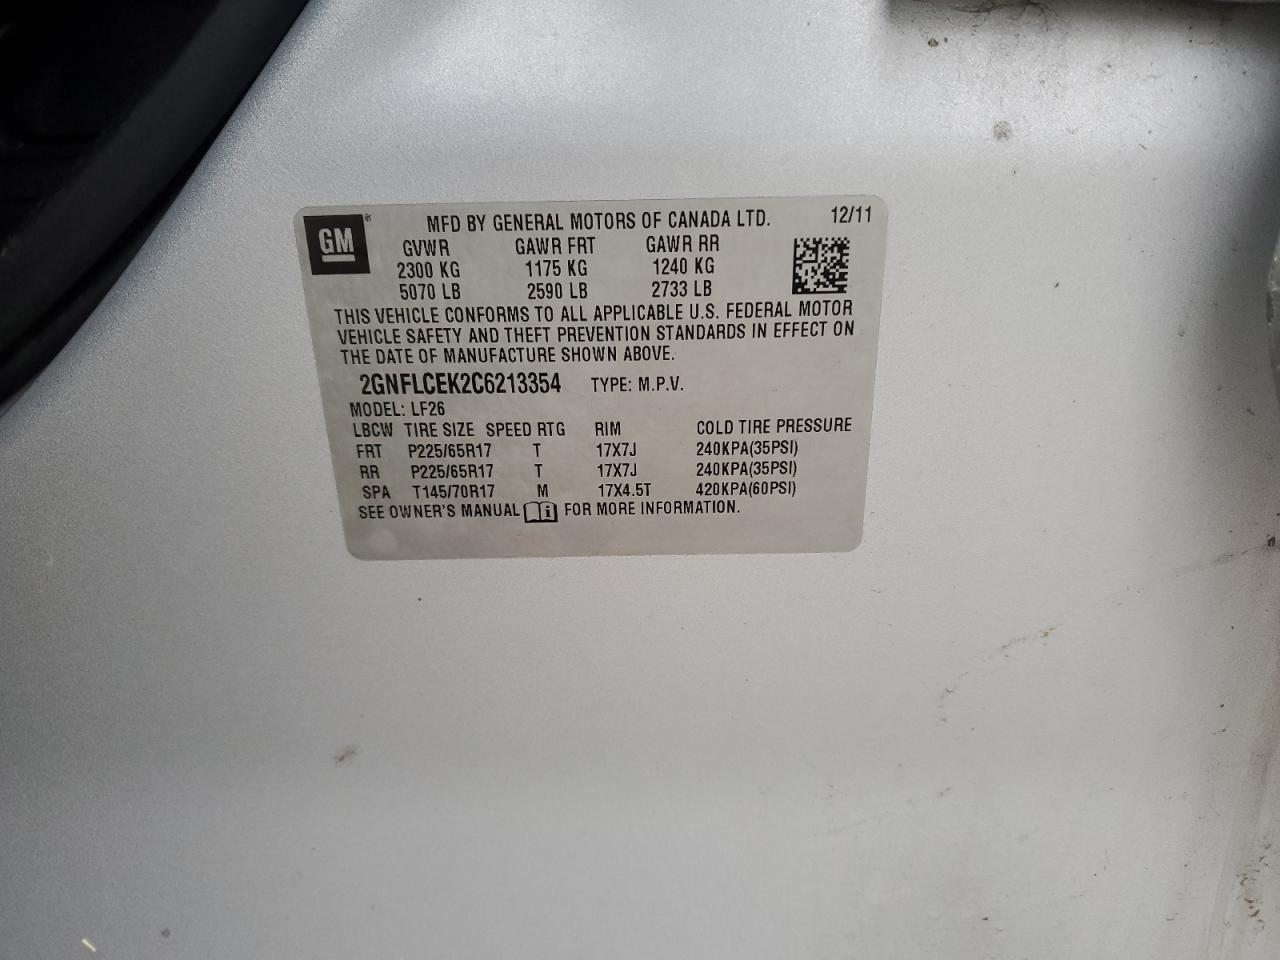 GM
MFD BY GENERAL MOTORS OF CANADA LTD. 12/11
GVWR GAWR FRT GAWR RR
2300 KG 1175 KG 1240 KG
5070 LB 2590 LB 2733 LB
THIS VEHICLE CONFORMS TO ALL APPLICABLE U.S. FEDERAL MOTOR
VEHICLE SAFETY AND THEFT PREVENTION STANDARDS IN EFFECT ON
THE DATE OF MANUFACTURE SHOWN ABOVE.
2GNFLCEK2C6213354 TYPE: M.P.V.
MODEL: LF26
LBCW TIRE SIZE SPEED RTG RIM COLD TIRE PRESSURE
FRT P225/65R17 T 17X7J 240KPA(35PSI)
RR P225/65R17 T 17X7J 240KPA(35PSI)
SPA T145/70R17 M 17X4.5T 420KPA(60PSI)
SEE OWNER'S MANUAL FOR MORE INFORMATION.